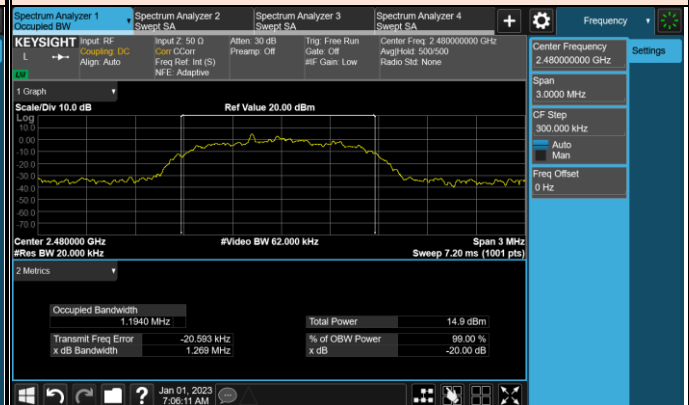 Spectrum Analyzer 1
Occupied BW
Spectrum Analyzer 2
Swept SA
Spectrum Analyzer 3
Swept SA
Spectrum Analyzer 4
Swept SA
+
Frequency
KEYSIGHT
L
LXI
Input: RF
Coupling: DC
Align: Auto
Input Z: 50 Ω
Corr CCorr
Freq Ref: Int (S)
NFE: Adaptive
Atten: 30 dB
Preamp: Off
Trig: Free Run
Gate: Off
#IF Gain: Low
Center Freq: 2.480000000 GHz
Avg|Hold: 500/500
Radio Std: None
Center Frequency
2.480000000 GHz
Settings
Span
3.0000 MHz
CF Step
300.000 kHz
Auto
Man
Freq Offset
0 Hz
1 Graph
Scale/Div 10.0 dB
Ref Value 20.00 dBm
Log
10.0
0.00
-10.0
-20.0
-30.0
-40.0
-50.0
-60.0
-70.0
Center 2.480000 GHz
#Video BW 62.000 kHz
Span 3 MHz
#Res BW 20.000 kHz
Sweep 7.20 ms (1001 pts)
2 Metrics
Occupied Bandwidth
1.1940 MHz
Total Power
14.9 dBm
Transmit Freq Error
-20.593 kHz
% of OBW Power
99.00 %
x dB Bandwidth
1.269 MHz
x dB
-20.00 dB
?
Jan 01, 2023
7:06:11 AM